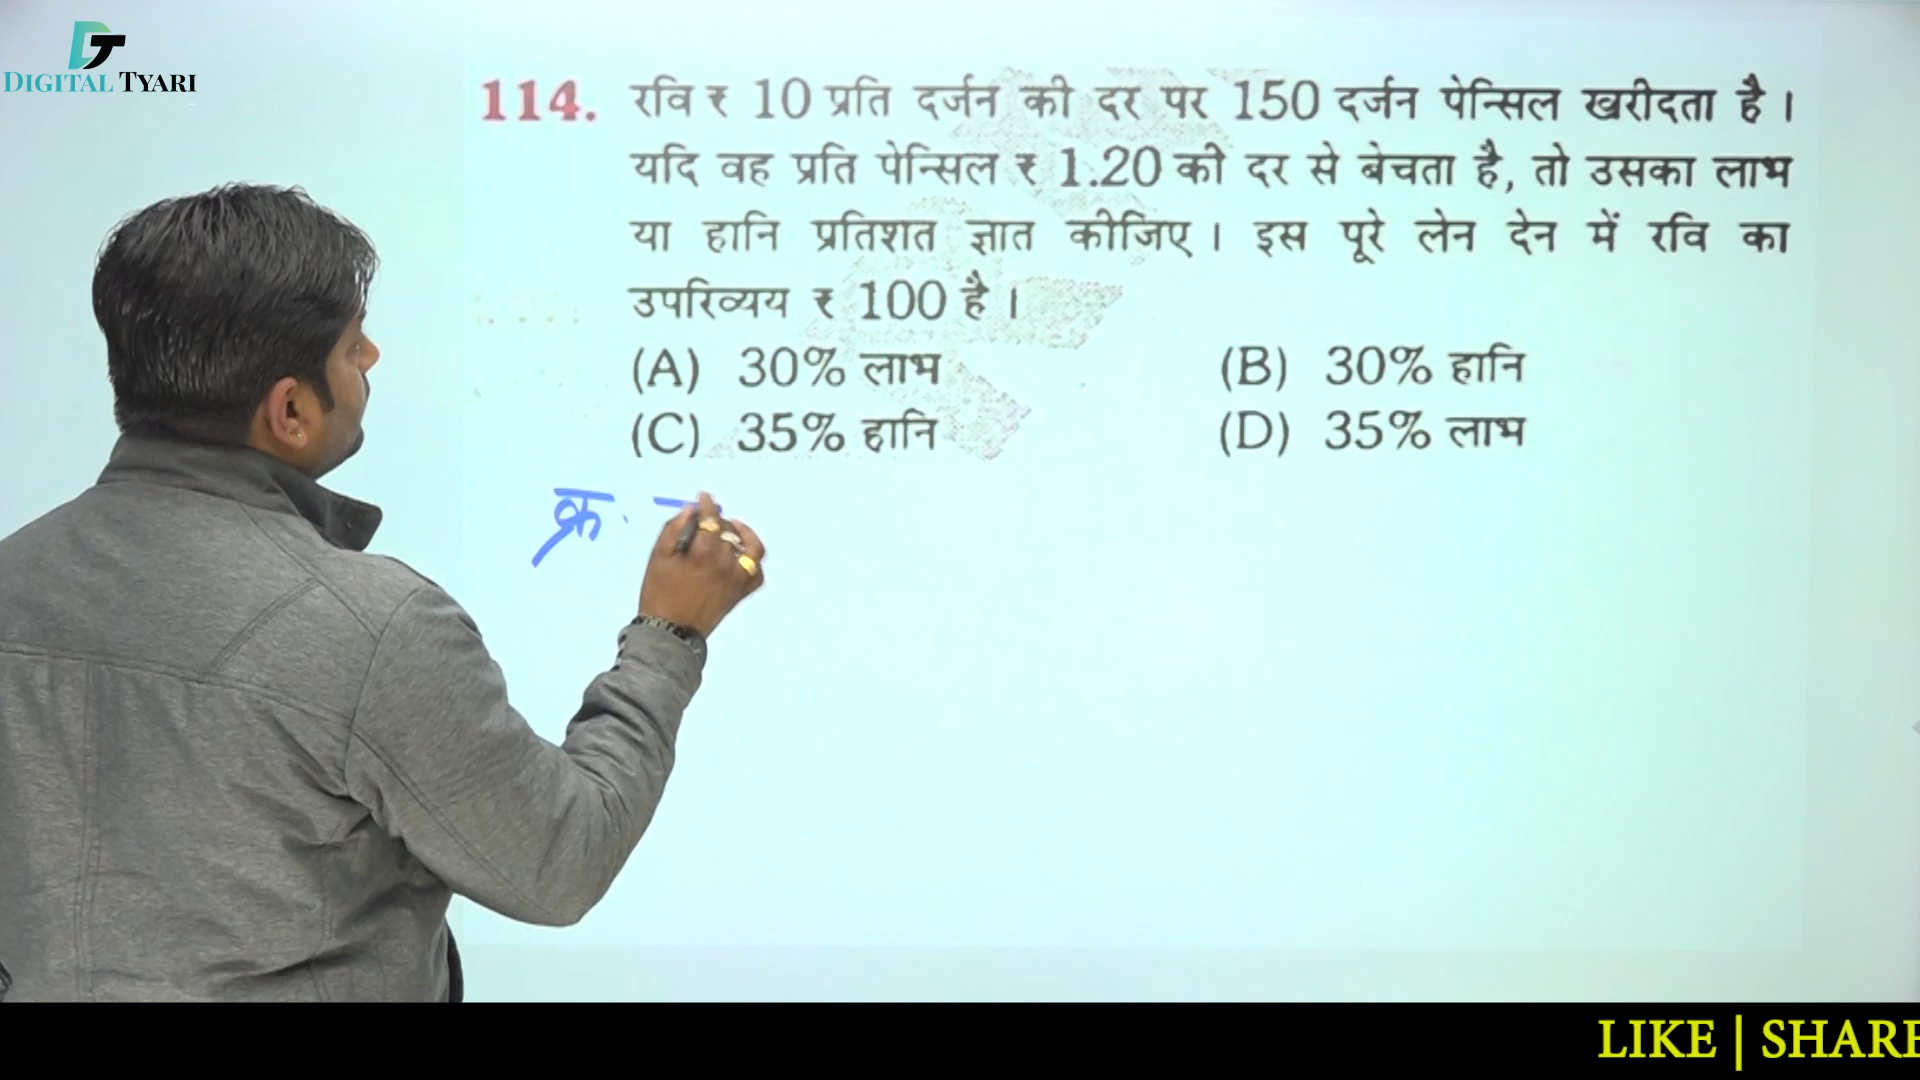 DT
DIGITAL TYARI
114. रवि ₹ 10 प्रति दर्जन की दर पर 150 दर्जन पेन्सिल खरीदता है।
यदि वह प्रति पेन्सिल ₹ 1.20 की दर से बेचता है, तो उसका लाभ
या हानि प्रतिशत ज्ञात कीजिए। इस पूरे लेन देन में रवि का
उपरिव्यय ₹ 100 है।
(A) 30% लाभ (B) 30% हानि
(C) 35% हानि (D) 35% लाभ
क्र.
LIKE | SHARE